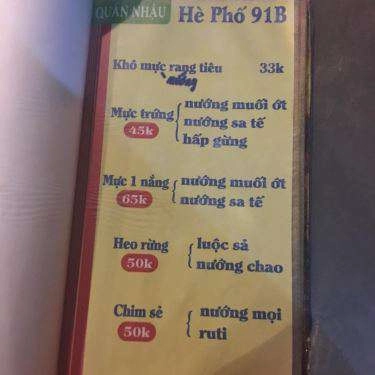 QUÁN NHẬU Hè Phố 91B
Khô mực rang tiêu 33k
nướng
Mực trứng nướng muối ớt
45k nướng sa tế
hấp gừng
Mực 1 nắng nướng muối ớt
65k nướng sa tế
Heo rừng luộc sả
50k nướng chao
Chim sẻ nướng mọi
50k ruti